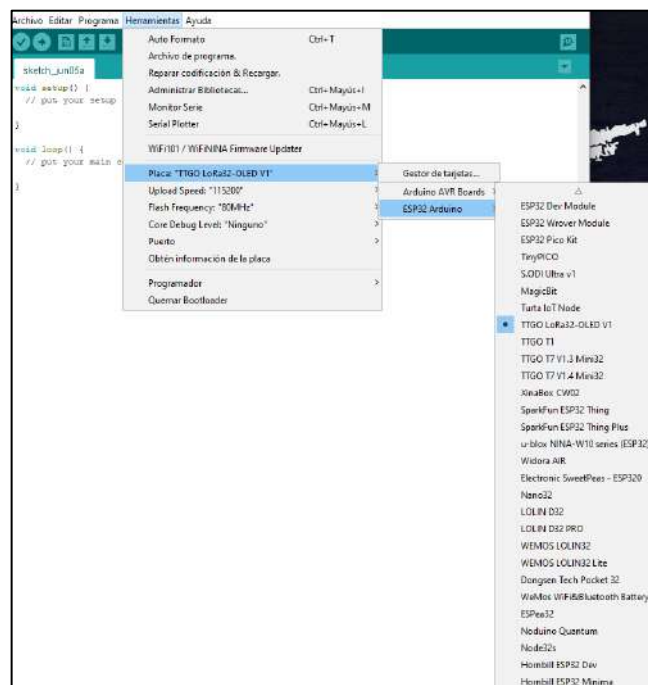 Archivo Editar Programa Herramientas Ayuda
sketch_jun05a
void setup() {
// put your setup
}
void loop() {
// put your main
}
Auto Formato Ctrl+T
Archivo de programa.
Reparar codificación & Recargar.
Administrar Bibliotecas... Ctrl+Mayús+I
Monitor Serie Ctrl+Mayús+M
Serial Plotter Ctrl+Mayús+L
WiFi101 / WiFiNINA Firmware Updater
Placa: "TTGO LoRa32-OLED V1"
Upload Speed: "115200"
Flash Frequency: "80MHz"
Core Debug Level: "Ninguno"
Puerto
Obtén información de la placa
Programador
Quemar Bootloader
Gestor de tarjetas...
Arduino AVR Boards
ESP32 Arduino
ESP32 Dev Module
ESP32 Wrover Module
ESP32 Pico Kit
TinyPICO
S.ODI Ultra v1
MagicBit
Turta IoT Node
TTGO LoRa32-OLED V1
TTGO T1
TTGO T7 V1.3 Mini32
TTGO T7 V1.4 Mini32
XinaBox CW02
SparkFun ESP32 Thing
SparkFun ESP32 Thing Plus
u-blox NINA-W10 series (ESP32)
Widora AIR
Electronic SweetPeas - ESP320
Nano32
LOLIN D32
LOLIN D32 PRO
WEMOS LOLIN32
WEMOS LOLIN32 Lite
Dongsen Tech Pocket 32
WeMos WiFi&Bluetooth Battery
ESPea32
Noduino Quantum
Node32s
Hornbill ESP32 Dev
Hornbill ESP32 Minima